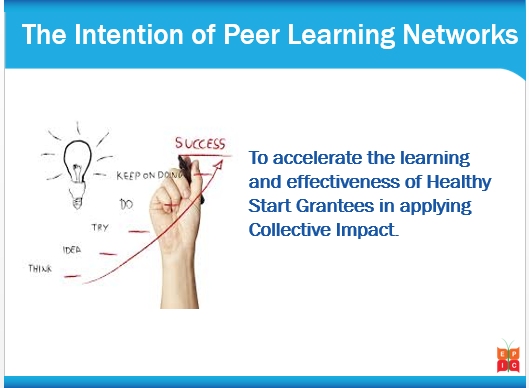 The Intention of Peer Learning Networks
SUCCESS
KEEP ON DOING
DO
TRY
IDEA
THINK
To accelerate the learning
and effectiveness of Healthy
Start Grantees in applying
Collective Impact.
E P
I C